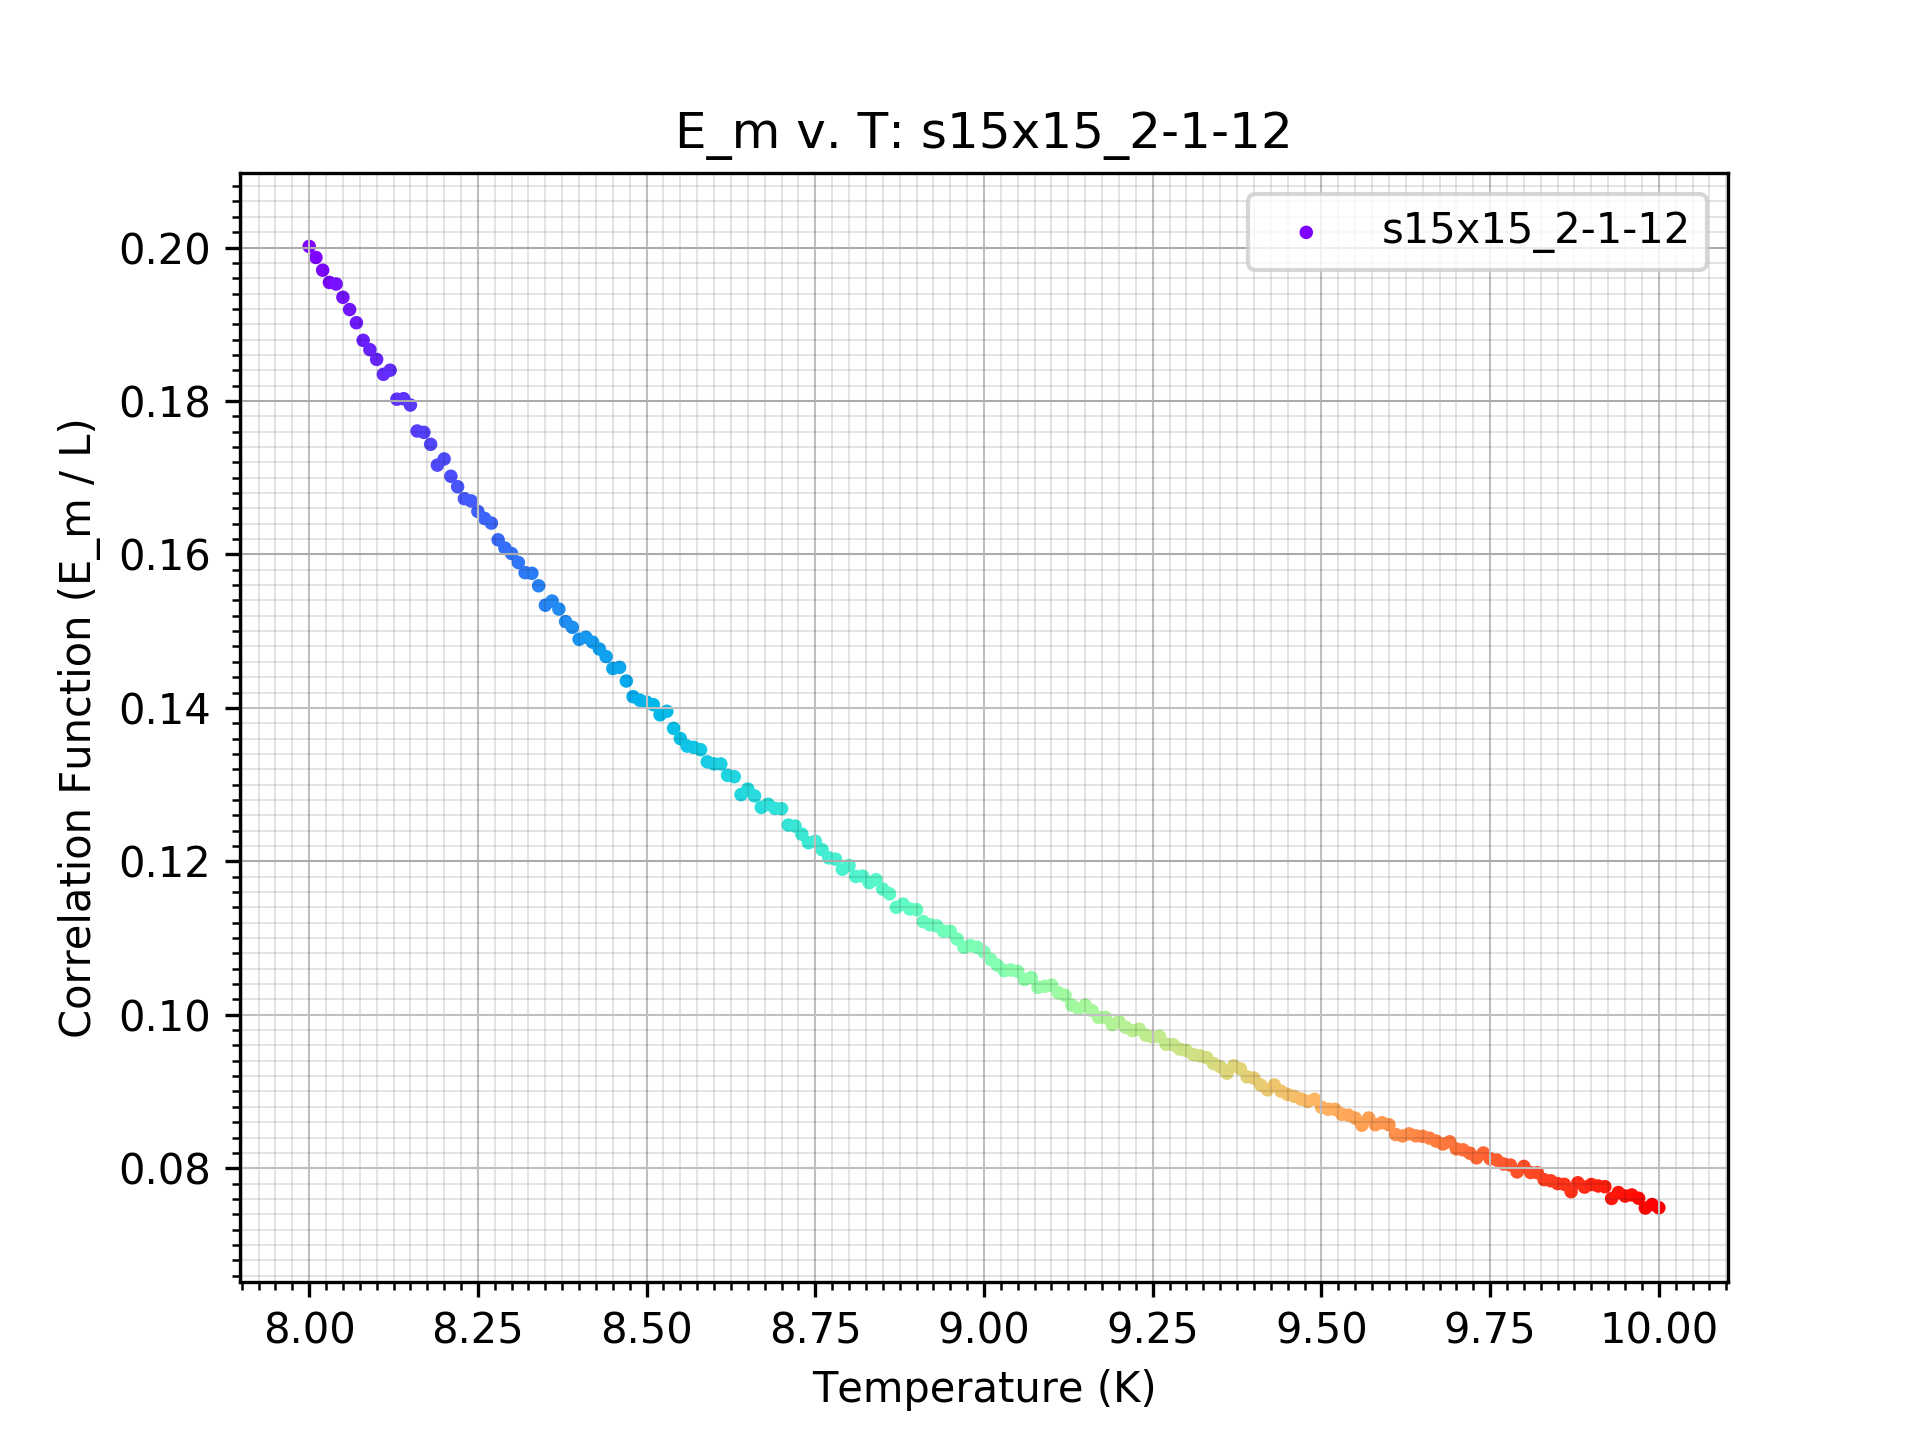 E_m v. T: s15x15_2-1-12
s15x15_2-1-12
Correlation Function (E_m / L)
0.20
0.18
0.16
0.14
0.12
0.10
0.08
8.00 8.25 8.50 8.75 9.00 9.25 9.50 9.75 10.00
Temperature (K)